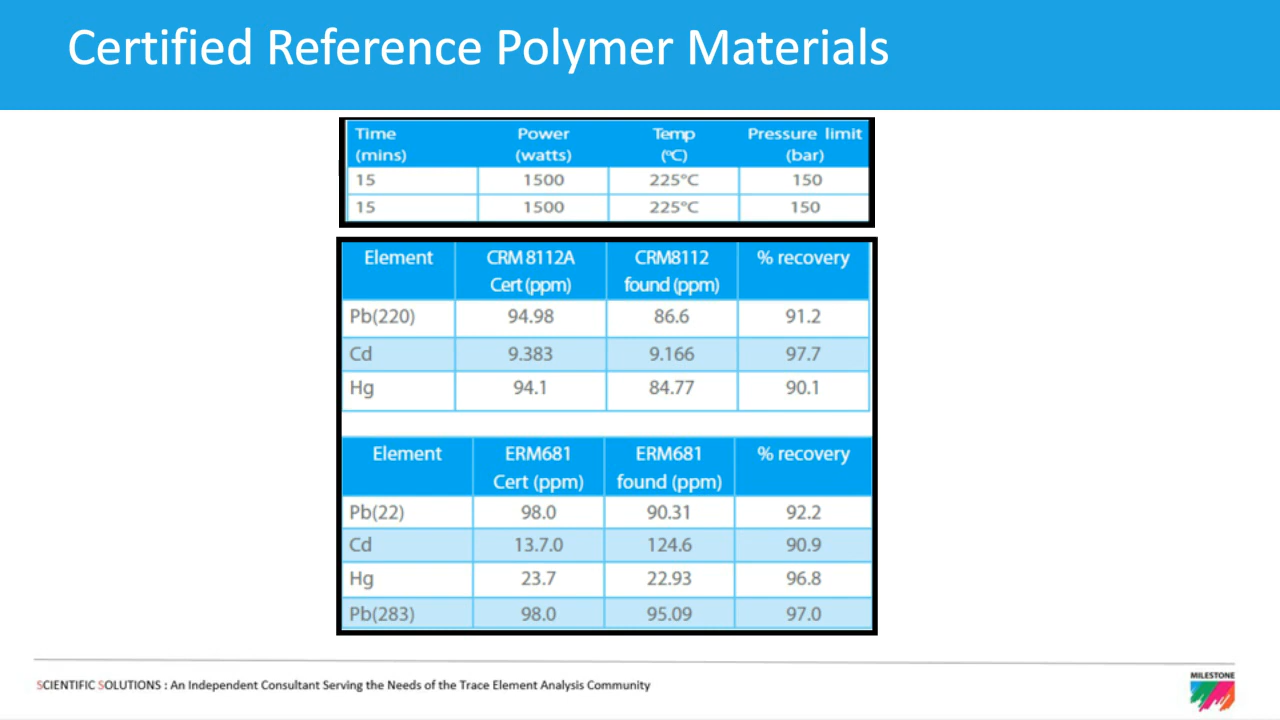 Certified Reference Polymer Materials
Time (mins) Power (watts) Temp (°C) Pressure limit (bar)
15 1500 225°C 150
15 1500 225°C 150
Element CRM 8112A Cert (ppm) CRM8112 found (ppm) % recovery
Pb(220) 94.98 86.6 91.2
Cd 9.383 9.166 97.7
Hg 94.1 84.77 90.1
Element ERM681 Cert (ppm) ERM681 found (ppm) % recovery
Pb(22) 98.0 90.31 92.2
Cd 13.7.0 124.6 90.9
Hg 23.7 22.93 96.8
Pb(283) 98.0 95.09 97.0
SCIENTIFIC SOLUTIONS : An Independent Consultant Serving the Needs of the Trace Element Analysis Community
MILESTONE